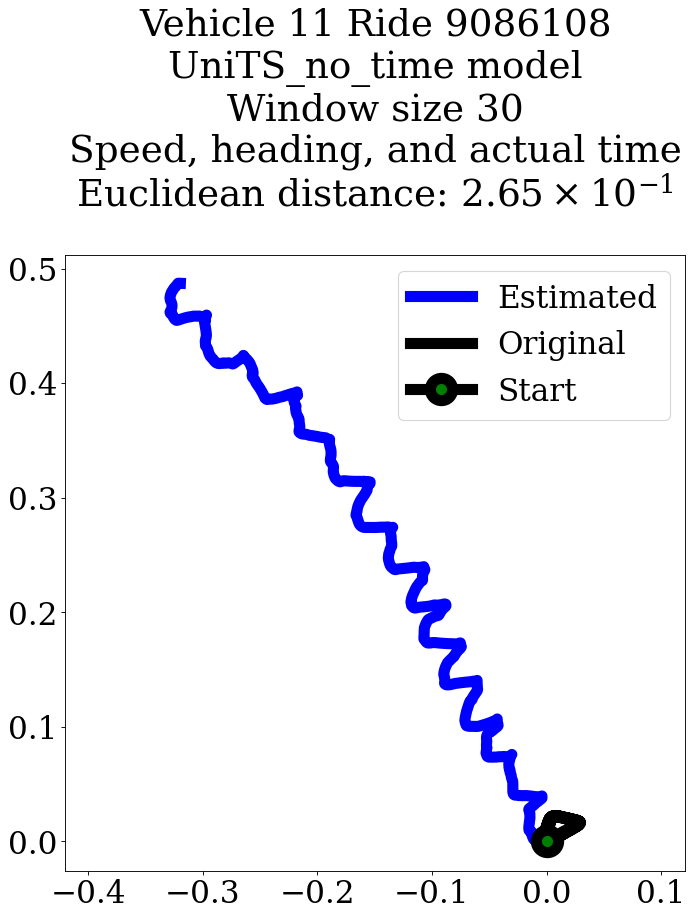 Vehicle 11 Ride 9086108
UniTS_no_time model
Window size 30
Speed, heading, and actual time
Euclidean distance: 2.65 × 10⁻¹
Estimated
Original
Start
0.5
0.4
0.3
0.2
0.1
0.0
−0.4 −0.3 −0.2 −0.1 0.0 0.1